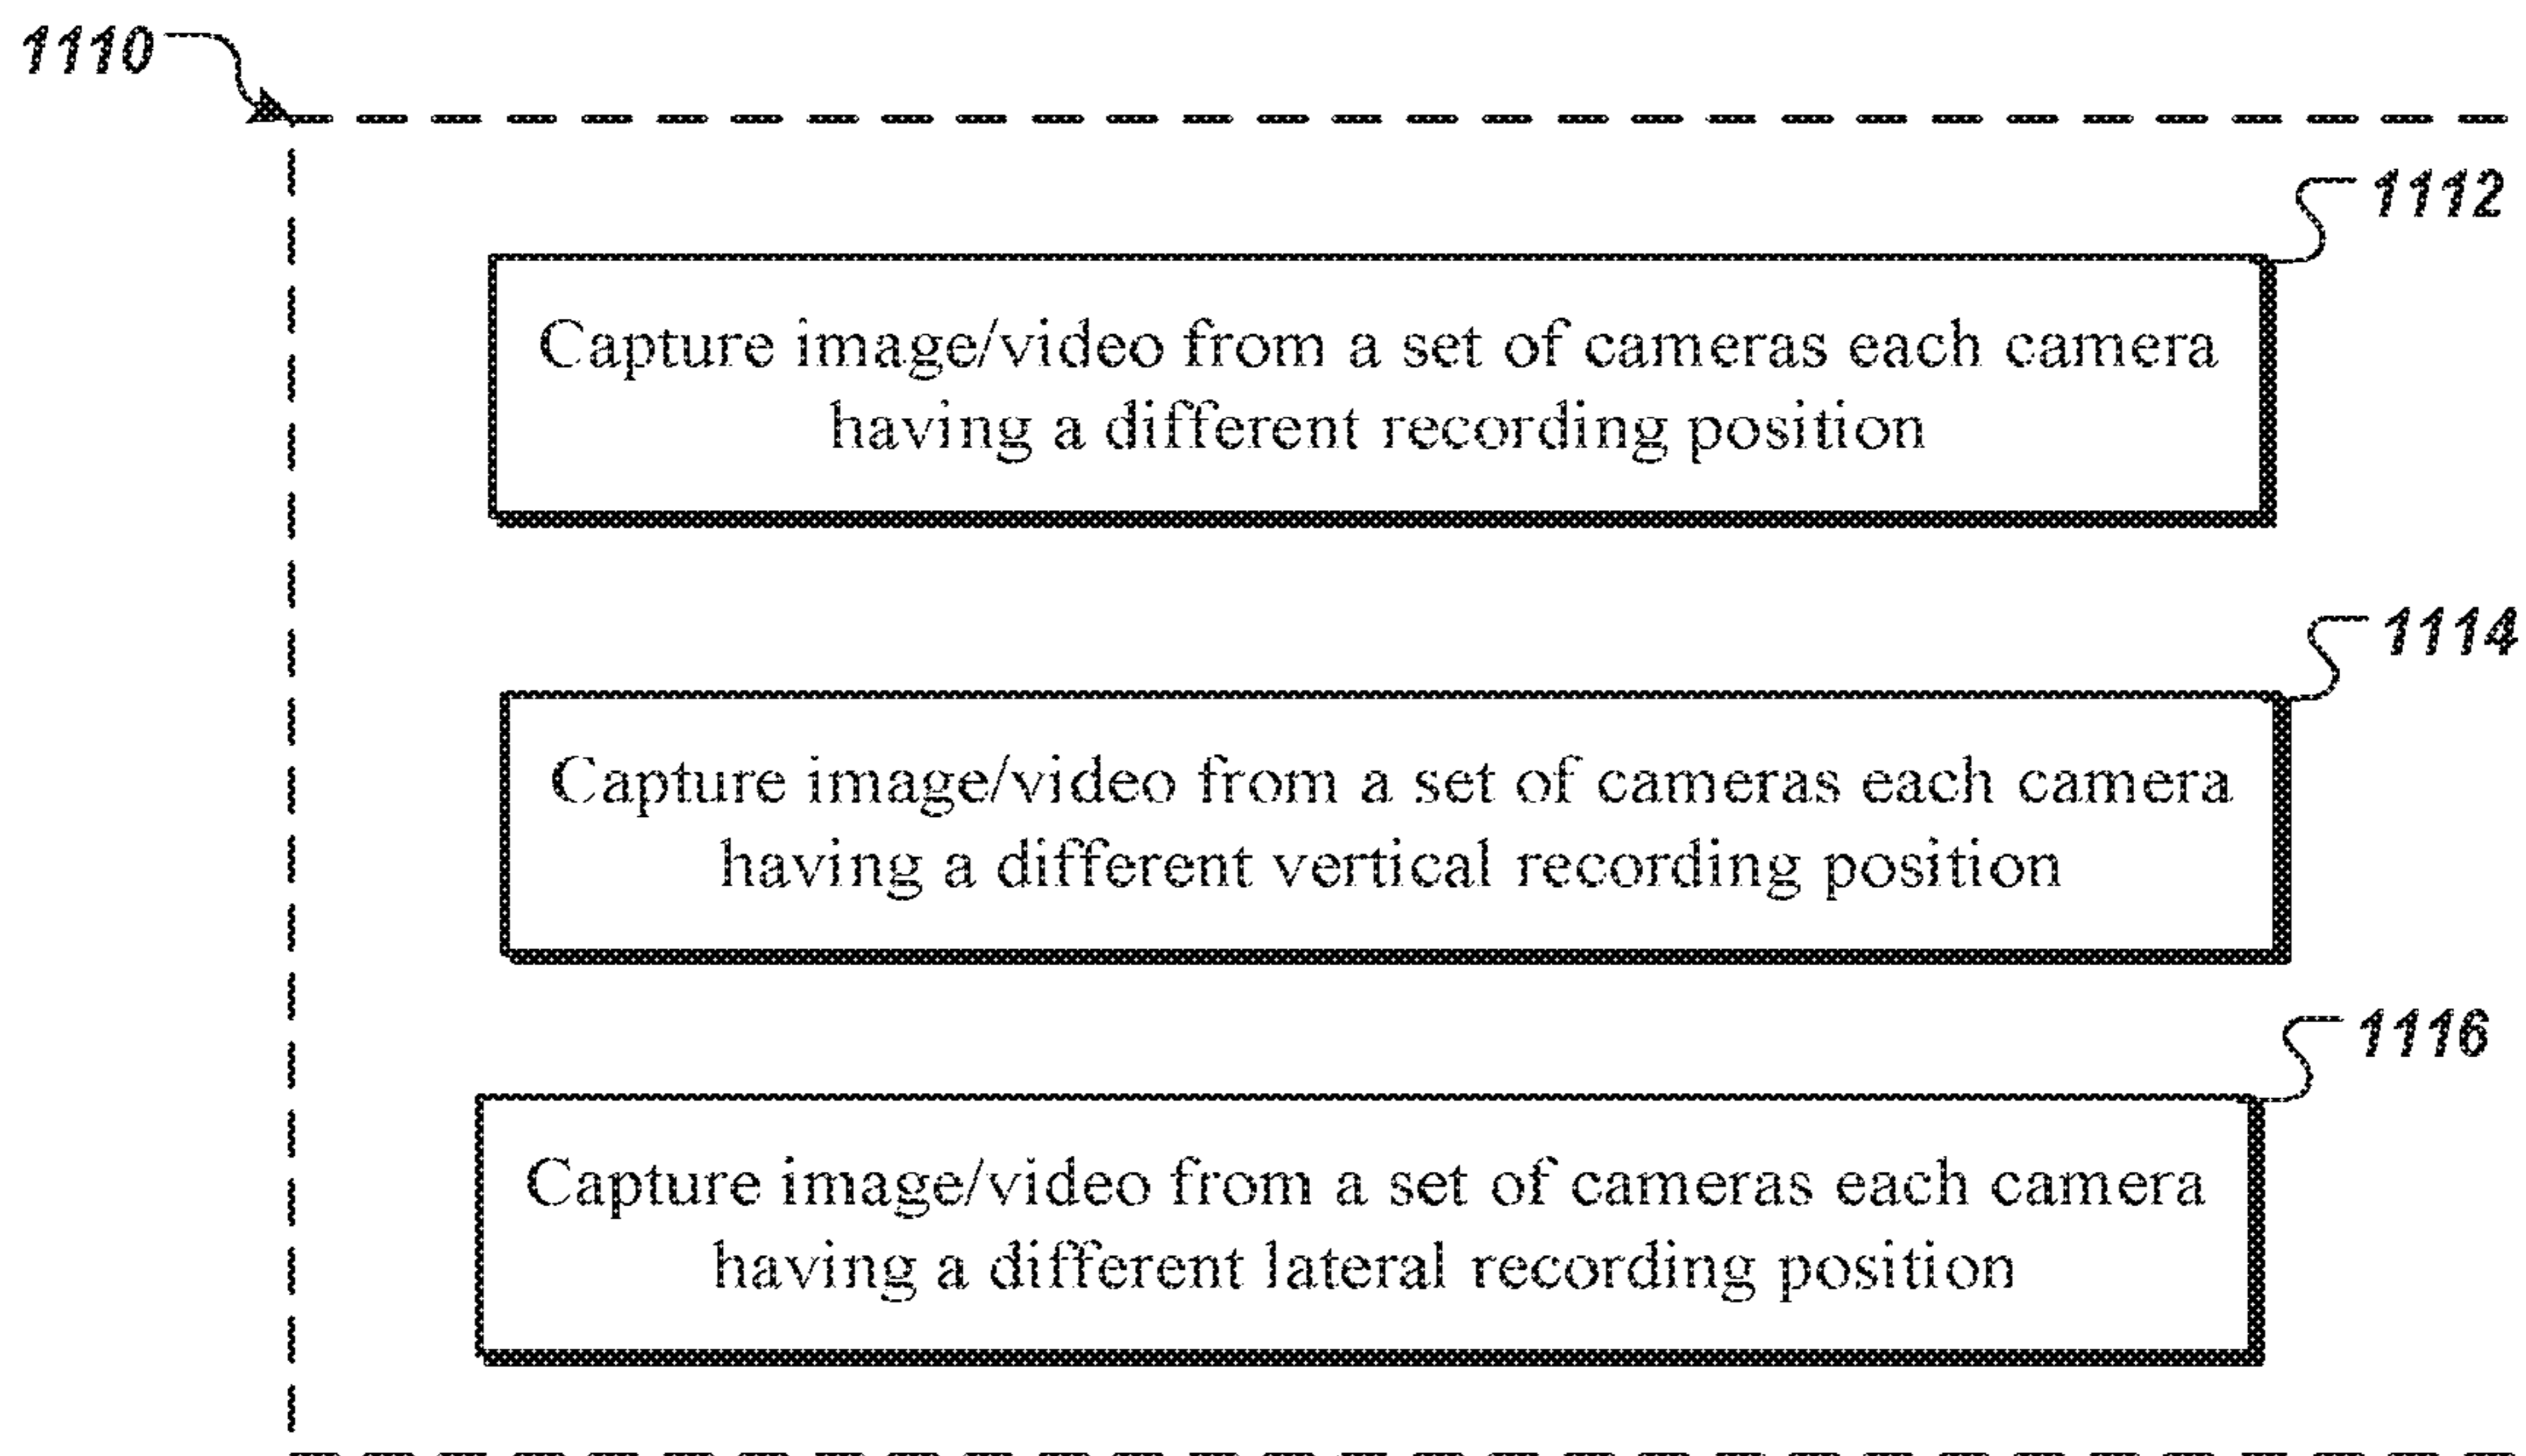 1110
1112
Capture image/video from a set of cameras each camera
having a different recording position
1114
Capture image/video from a set of cameras each camera
having a different vertical recording position
1116
Capture image/video from a set of cameras each camera
having a different lateral recording position